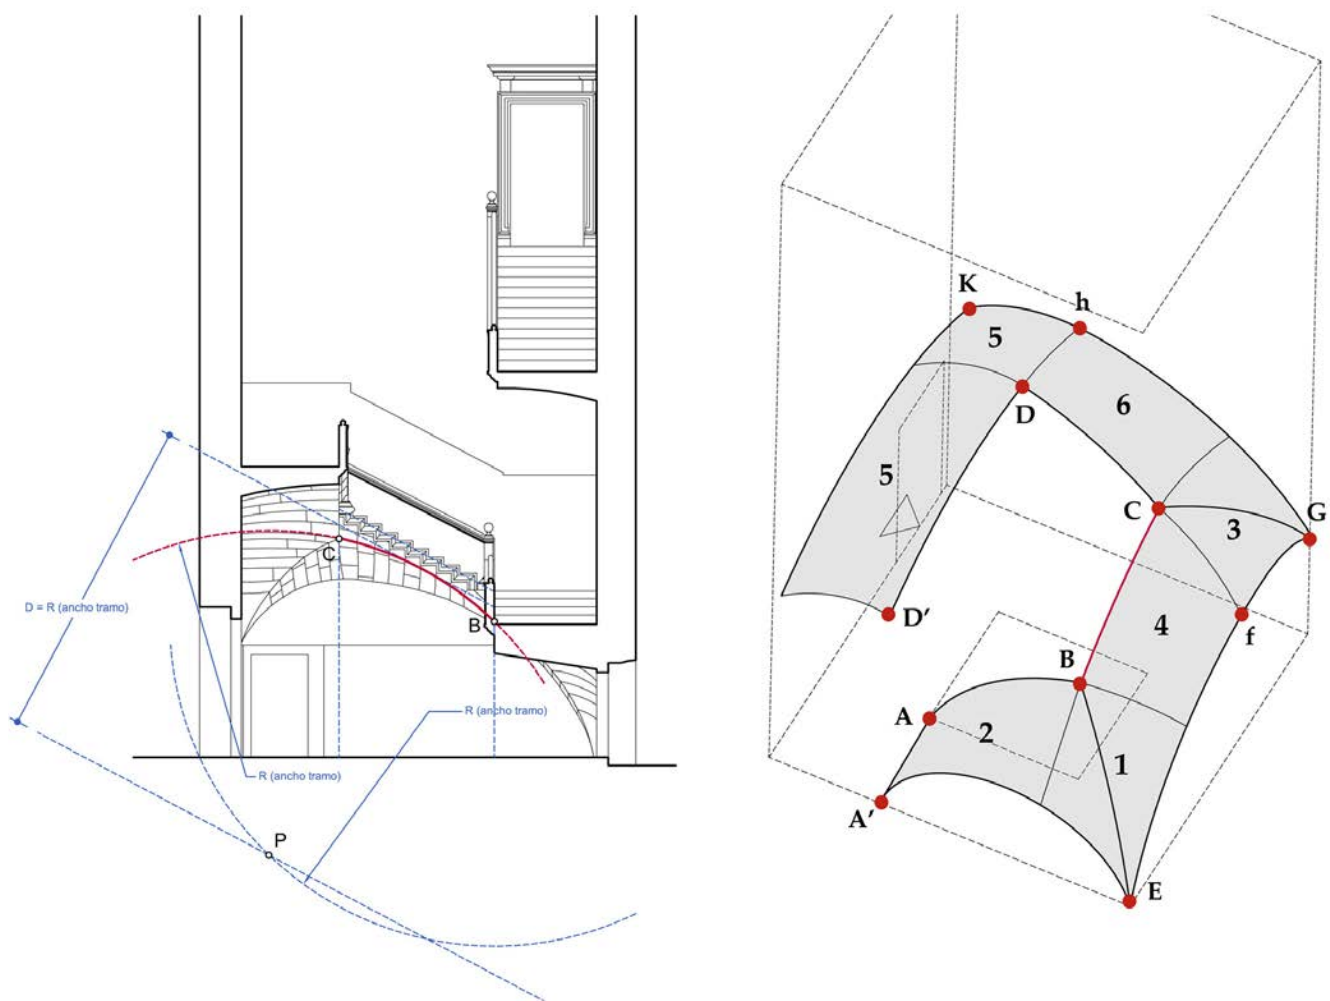 C
D = R (ancho tramo)
B
R (ancho tramo)
R (ancho tramo)
P
K
h
5
6
D
5
C
G
3
D'
4
f
B
A
2
1
A'
E